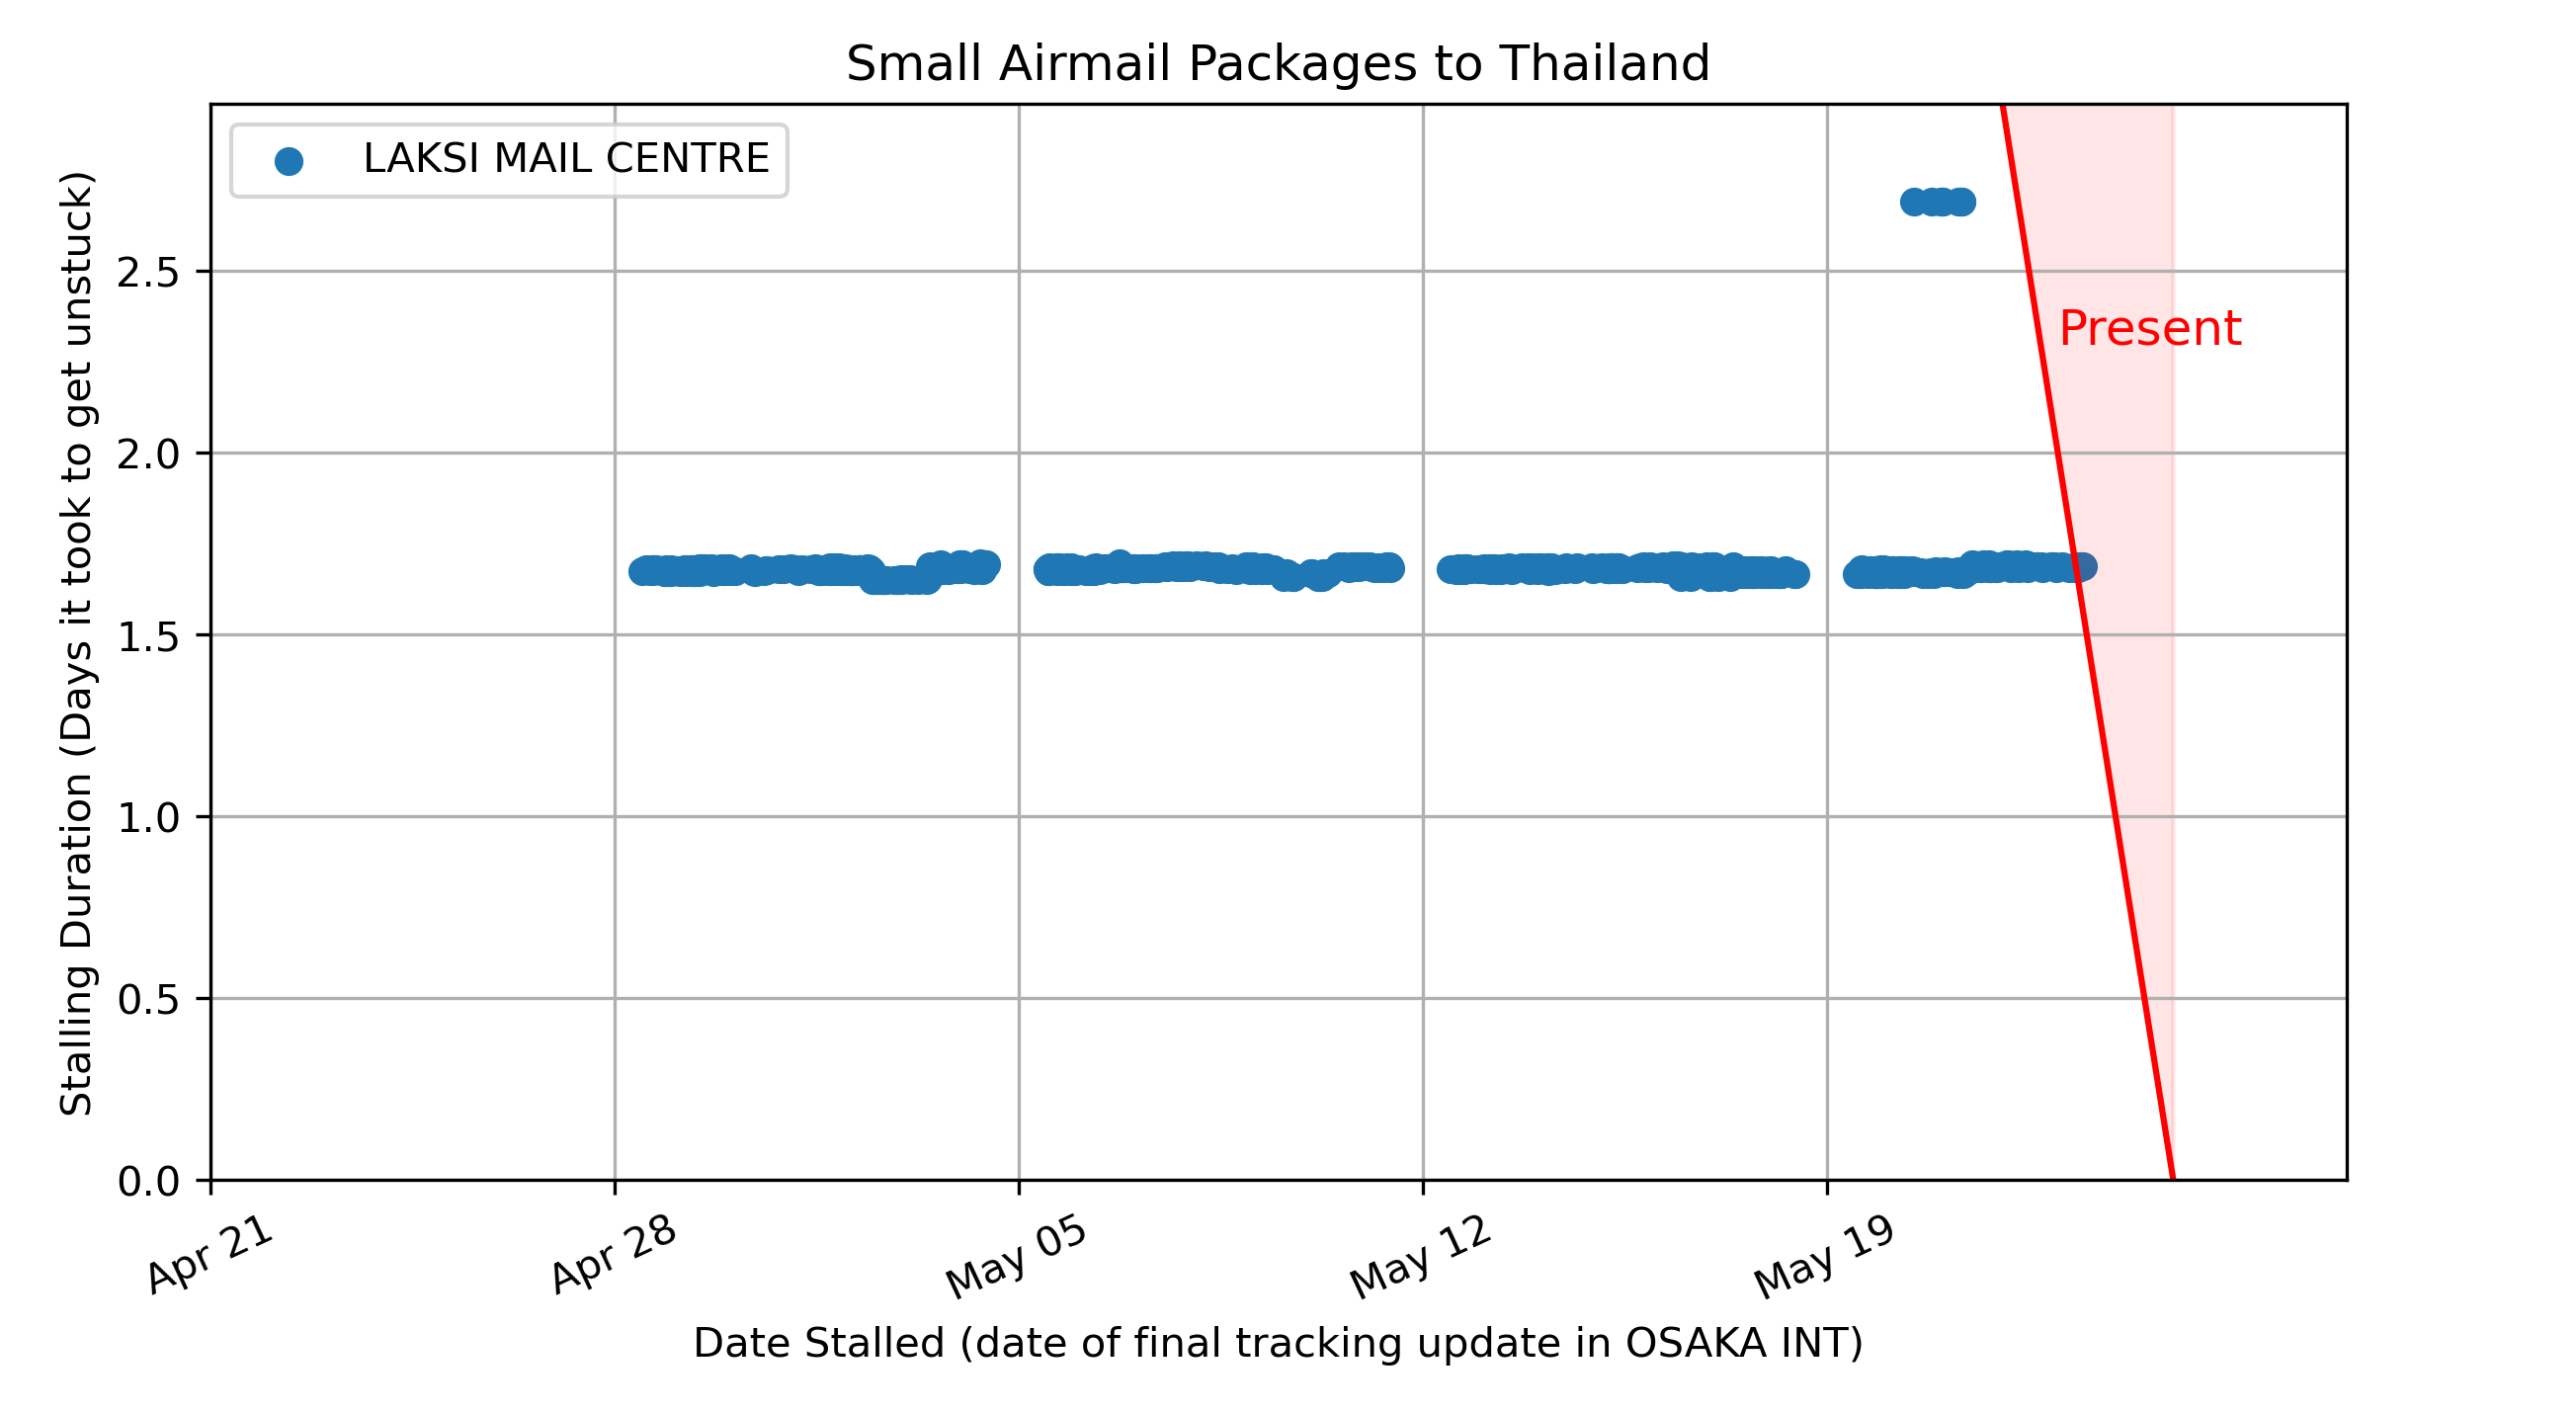 Small Airmail Packages to Thailand
LAKSI MAIL CENTRE
Present
Stalling Duration (Days it took to get unstuck)
2.5
2.0
1.5
1.0
0.5
0.0
Apr 21
Apr 28
May 05
May 12
May 19
Date Stalled (date of final tracking update in OSAKA INT)